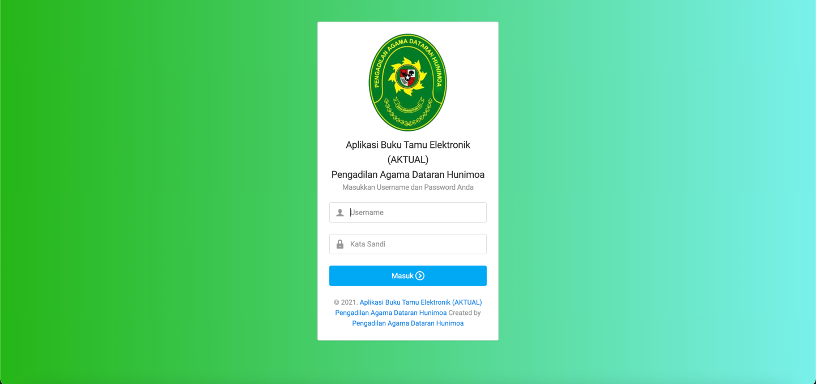 PENGADILAN AGAMA DATARAN HUNIMOA
Aplikasi Buku Tamu Elektronik
(AKTUAL)
Pengadilan Agama Dataran Hunimoa
Masukkan Username dan Password Anda
Username
Kata Sandi
Masuk
© 2021. Aplikasi Buku Tamu Elektronik (AKTUAL)
Pengadilan Agama Dataran Hunimoa Created by
Pengadilan Agama Dataran Hunimoa